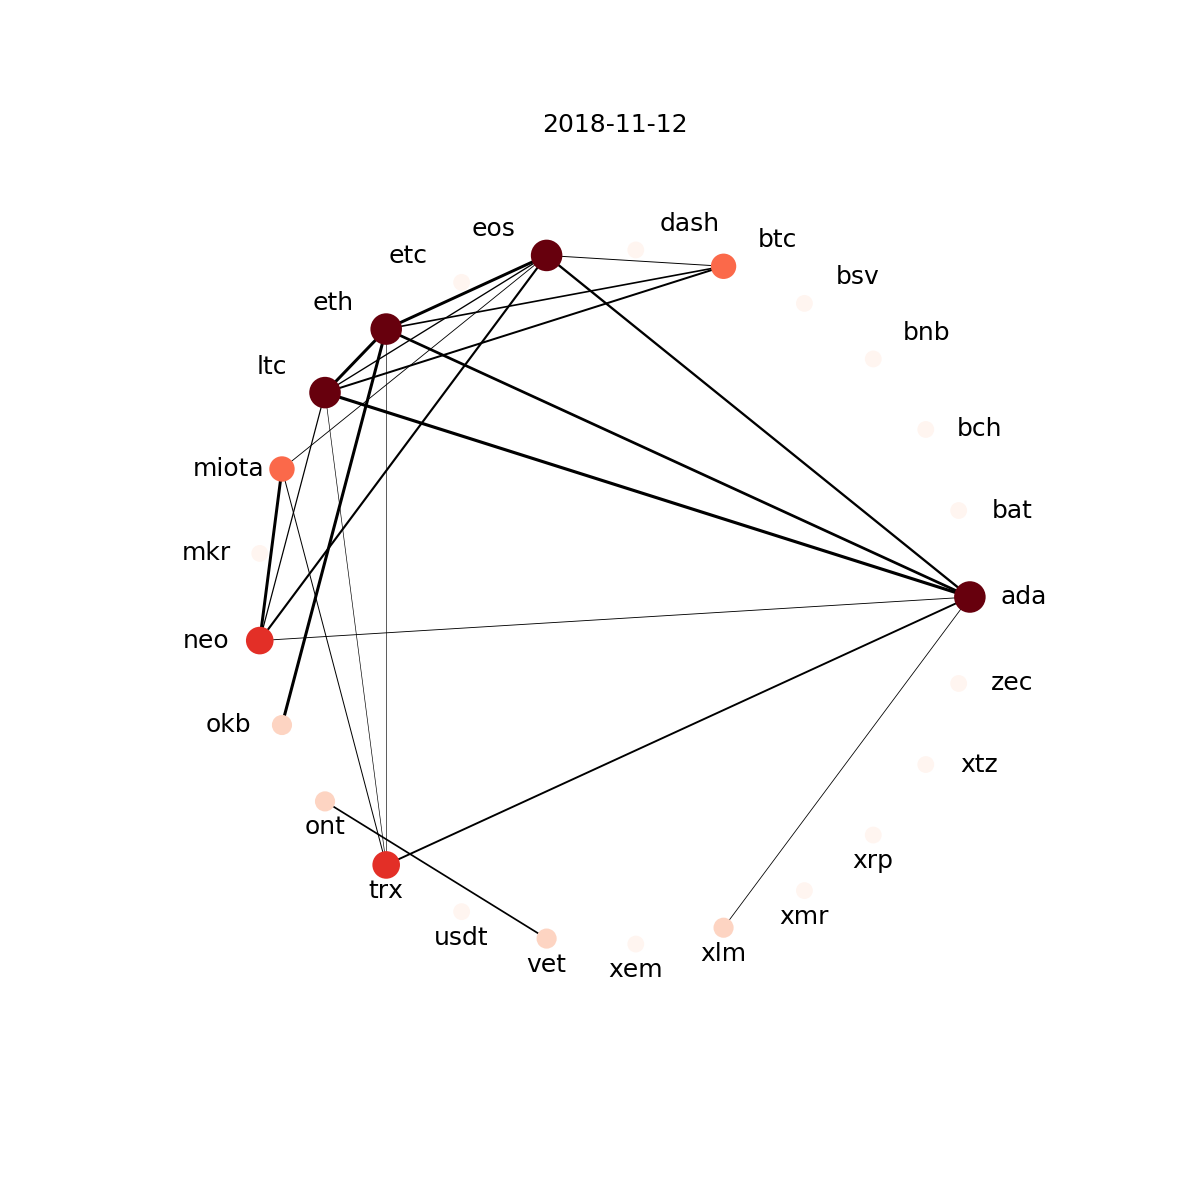 2018-11-12
dash
eos
btc
etc
bsv
eth
bnb
ltc
bch
miota
bat
mkr
ada
neo
zec
okb
xtz
ont
xrp
trx
xmr
usdt
xlm
vet
xem